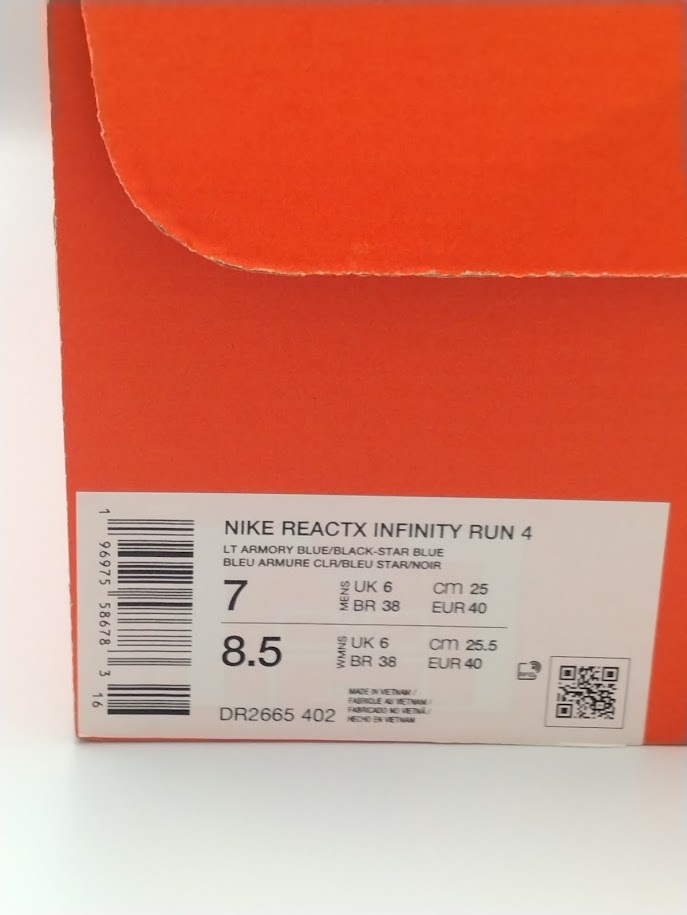 NIKE REACTX INFINITY RUN 4
LT ARMORY BLUE/BLACK-STAR BLUE
BLEU ARMURE CLR/BLEU STAR/NOIR
7 MENS UK 6 cm 25
BR 38 EUR 40
8.5 WMNS UK 6 cm 25.5
BR 38 EUR 40
DR2665 402
MADE IN VIETNAM /
FABRIQUE AU VIETNAM /
FABRICADO NO VIETNÃ /
HECHO EN VIETNAM
RFID
1 96975 58678 3 16